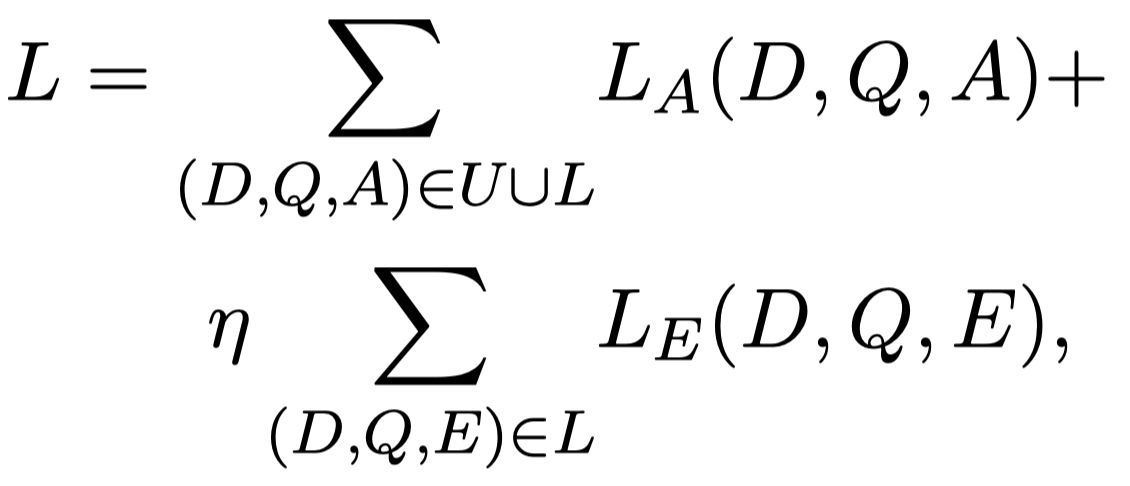 L = \sum_{(D,Q,A)\in U\cup L} L_A(D,Q,A)+
\eta \sum_{(D,Q,E)\in L} L_E(D,Q,E),